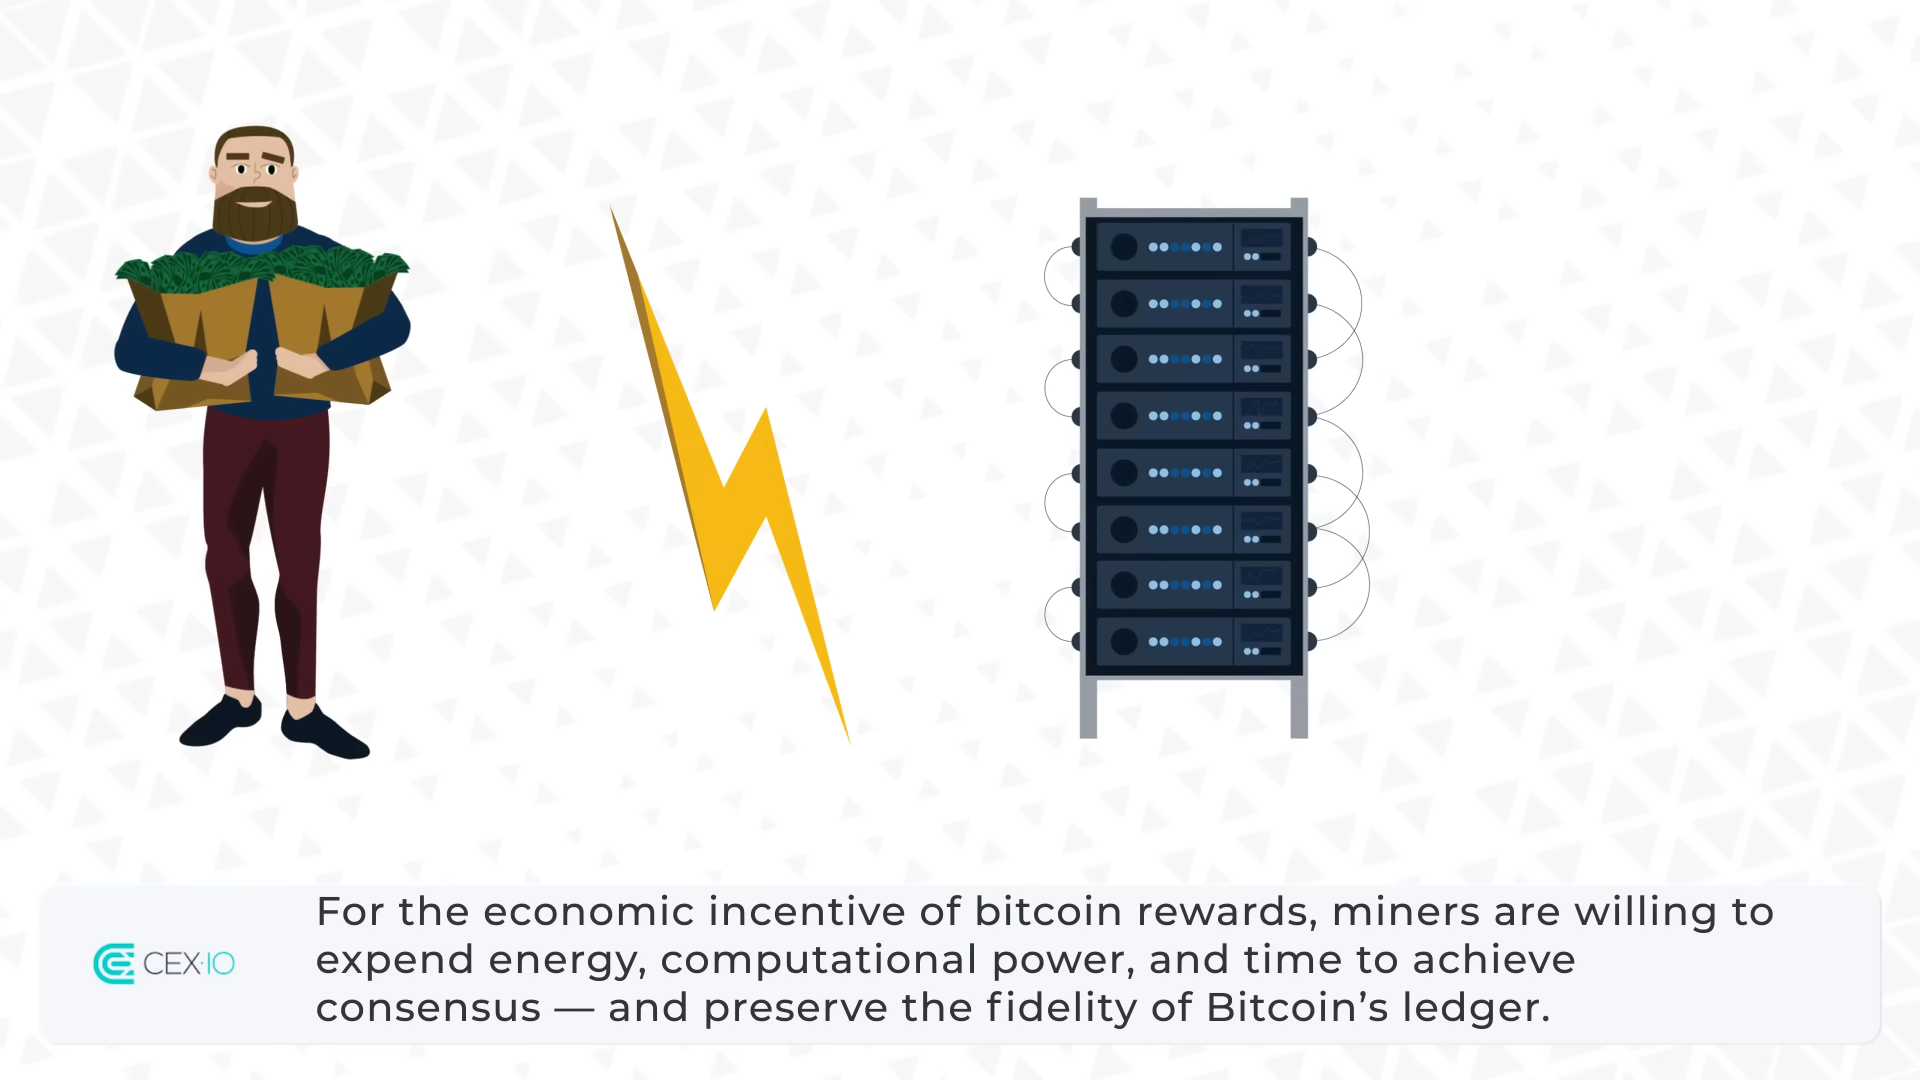 For the economic incentive of bitcoin rewards, miners are willing to
expend energy, computational power, and time to achieve
consensus — and preserve the fidelity of Bitcoin’s ledger.
CEX·IO